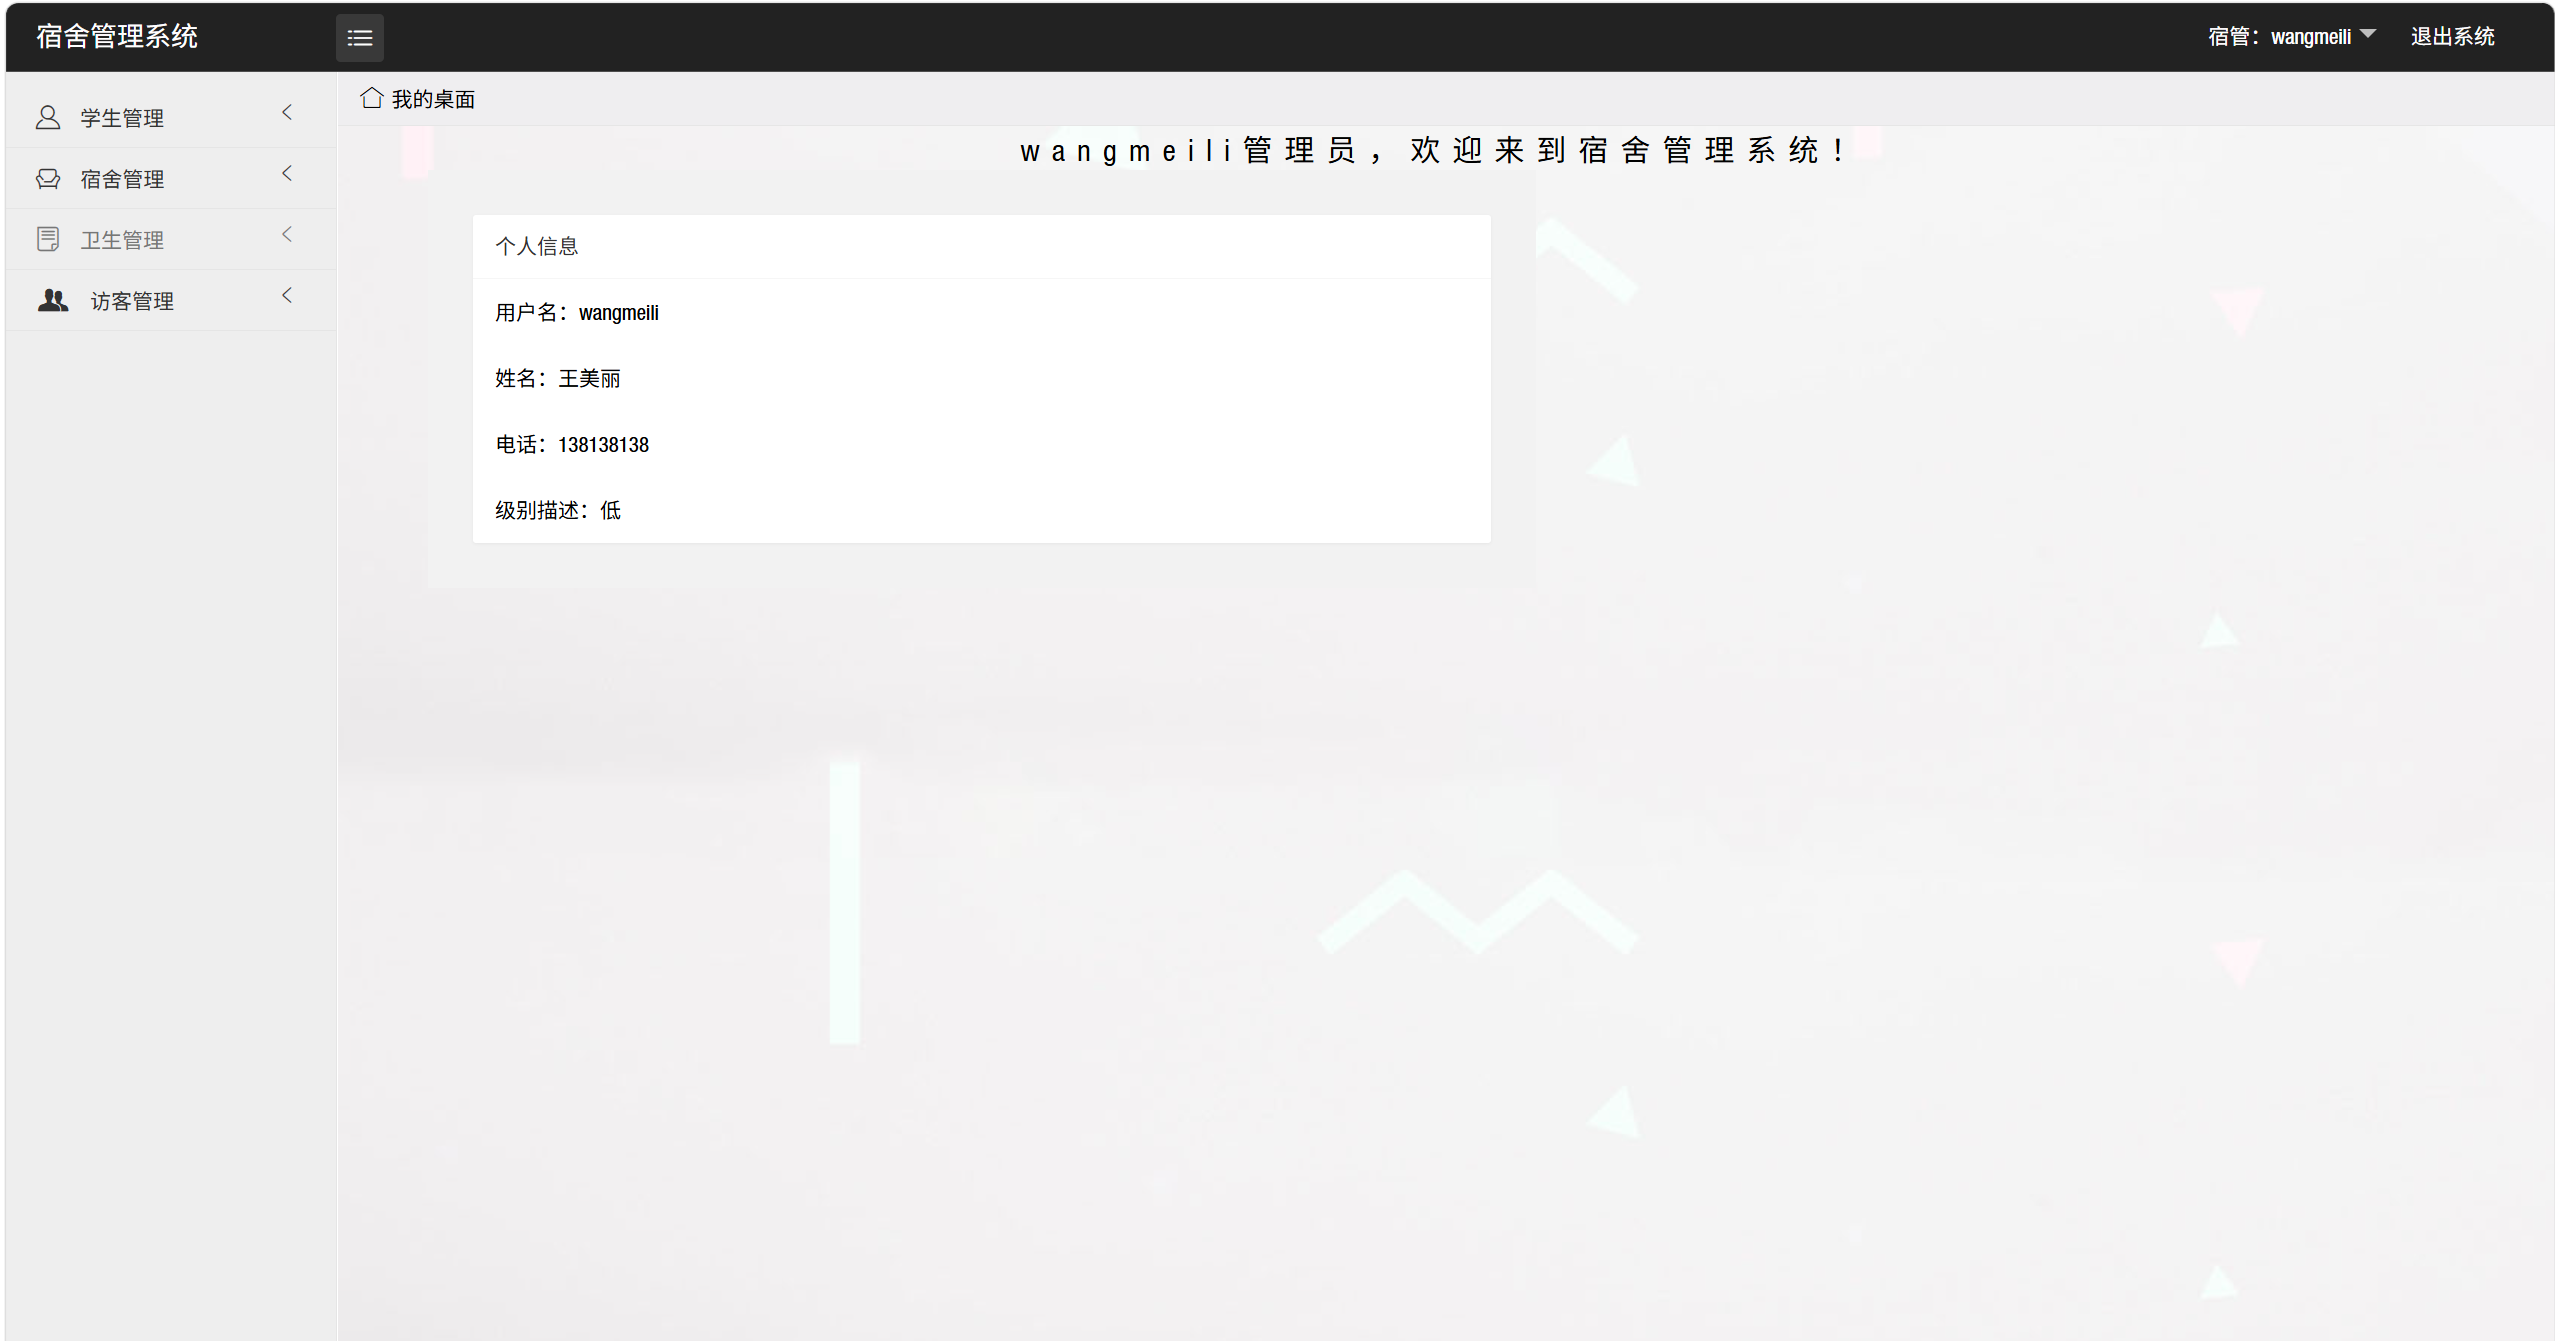 宿舍管理系统
宿管：wangmeili
退出系统
学生管理
宿舍管理
卫生管理
访客管理
我的桌面
wangmeili管理员，欢迎来到宿舍管理系统！
个人信息
用户名：wangmeili
姓名：王美丽
电话：138138138
级别描述：低